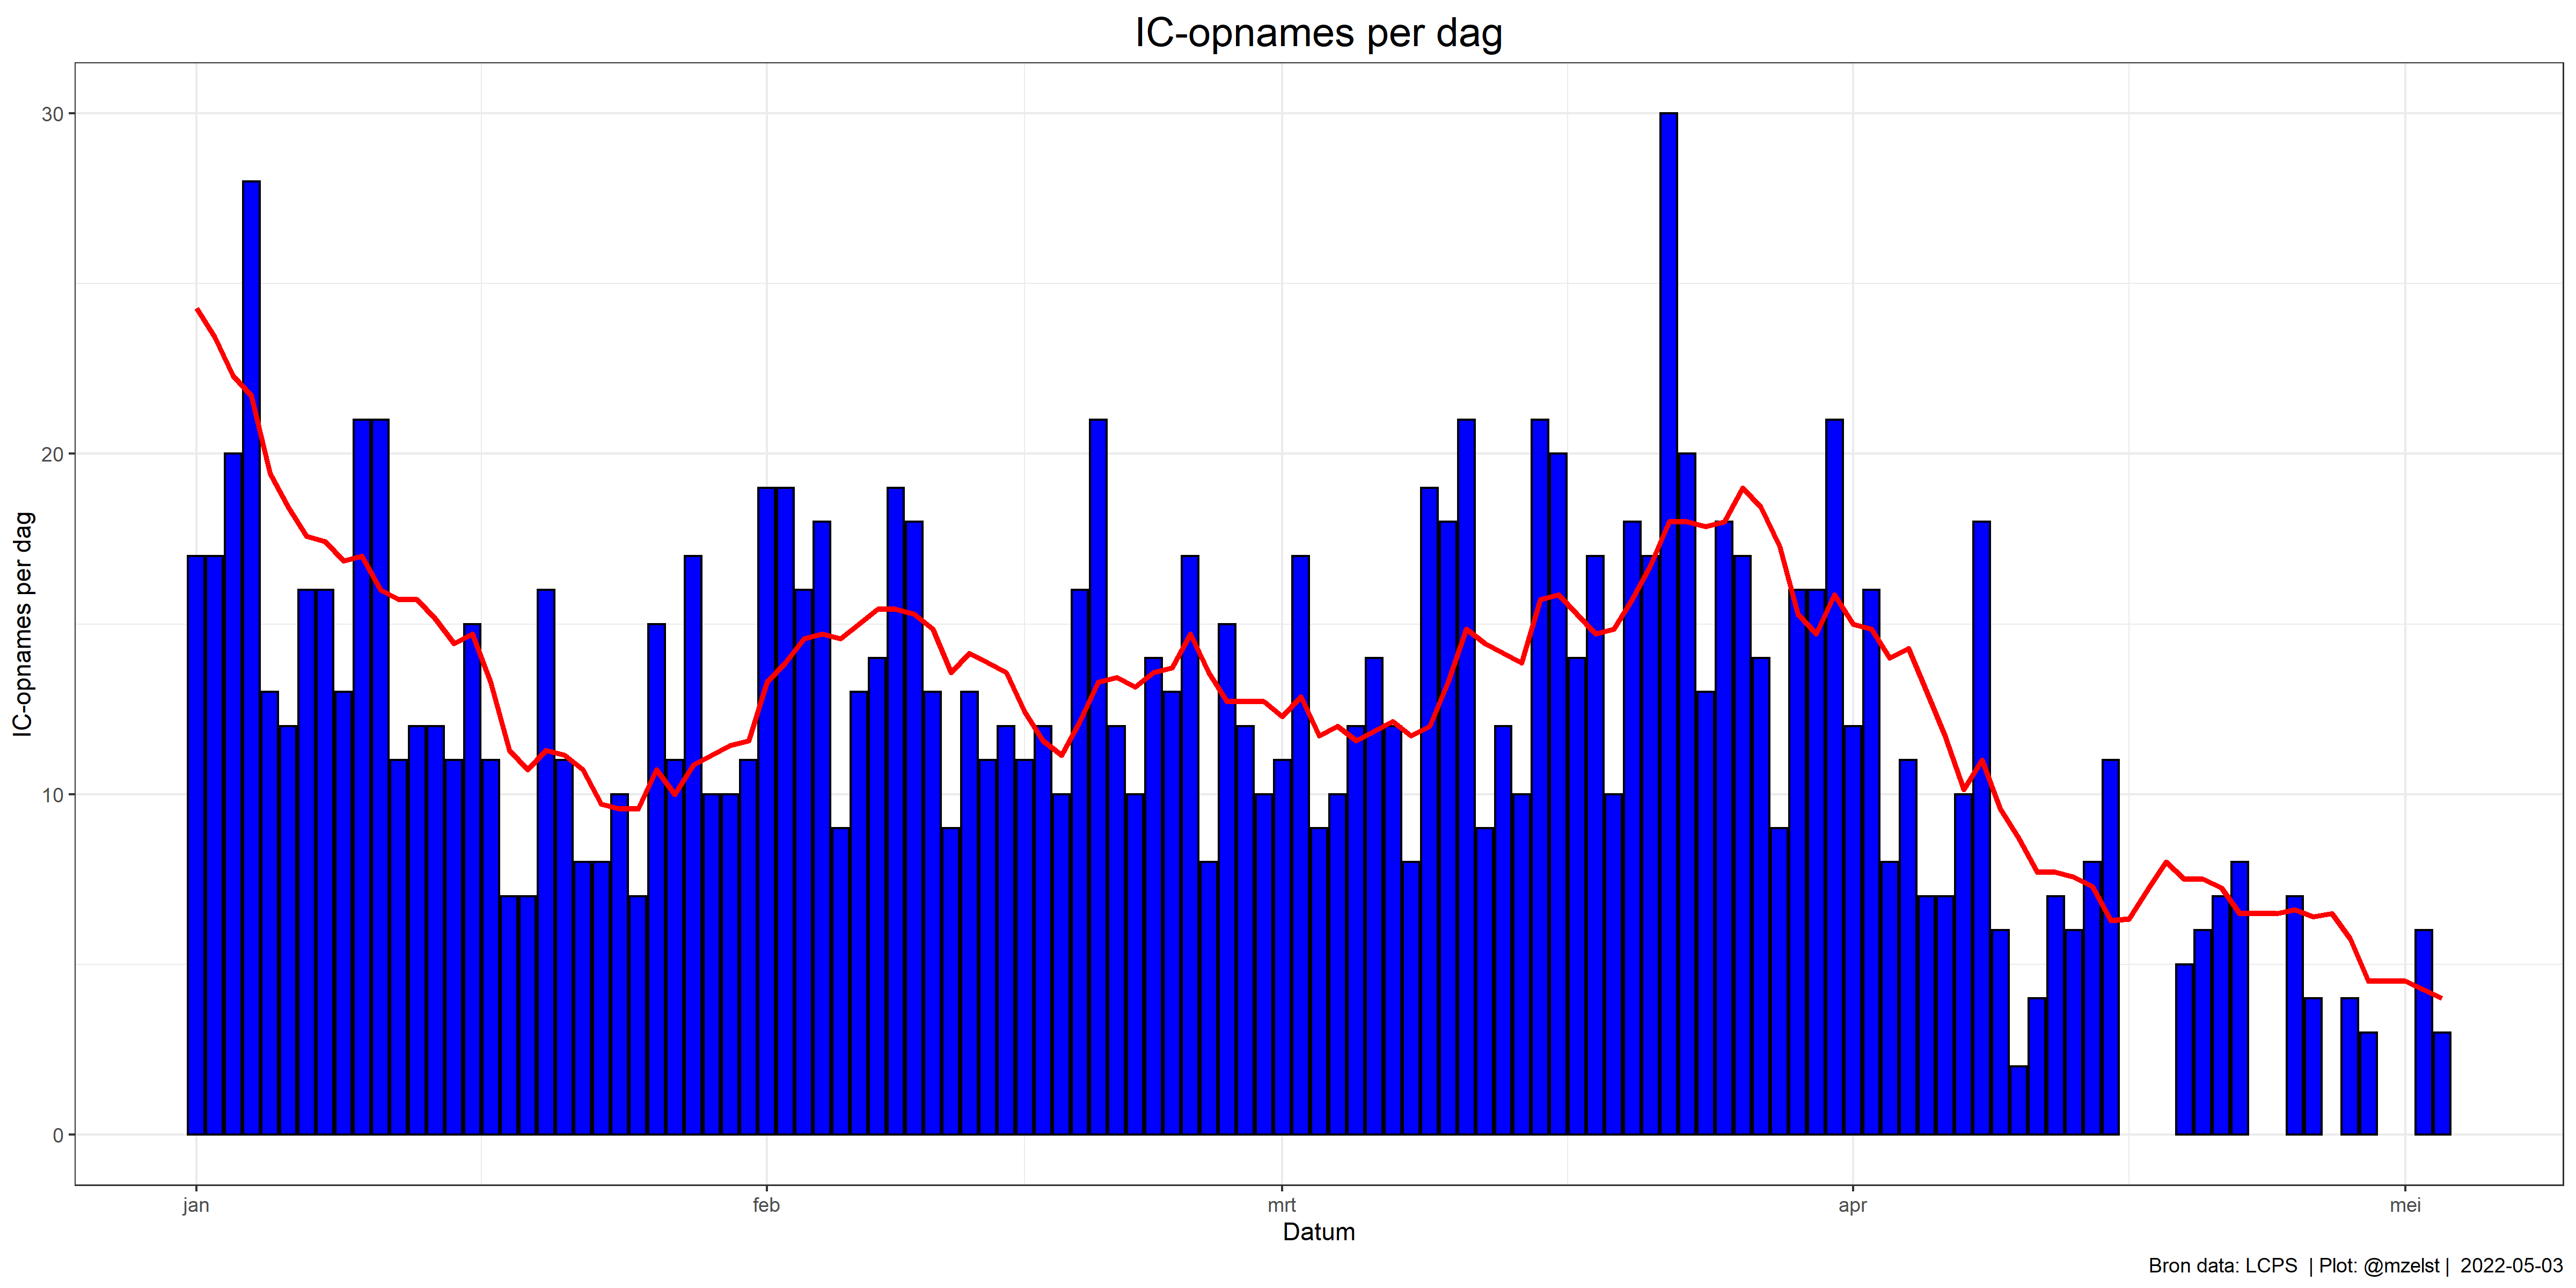 IC-opnames per dag
30
20
10
0
IC-opnames per dag
jan feb mrt apr mei
Datum
Bron data: LCPS | Plot: @mzelst | 2022-05-03